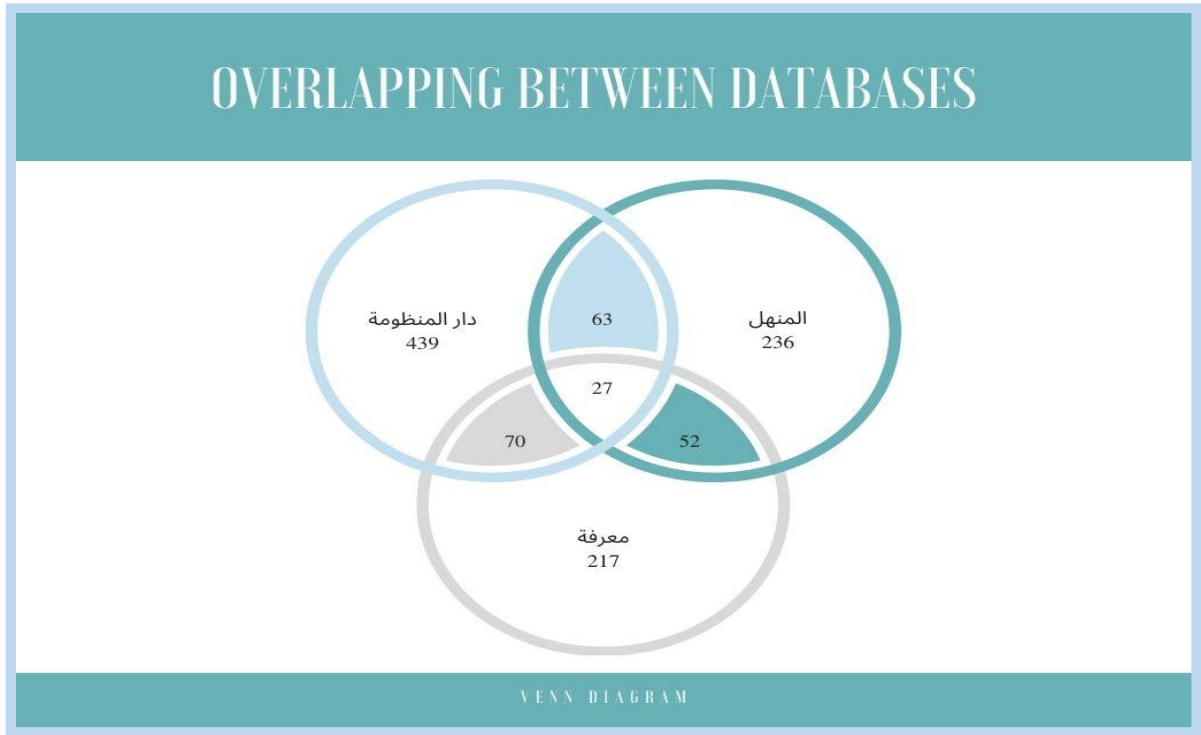 OVERLAPPING BETWEEN DATABASES
دار المنظومة
439
63
المنهل
236
27
70
52
معرفة
217
VENN DIAGRAM